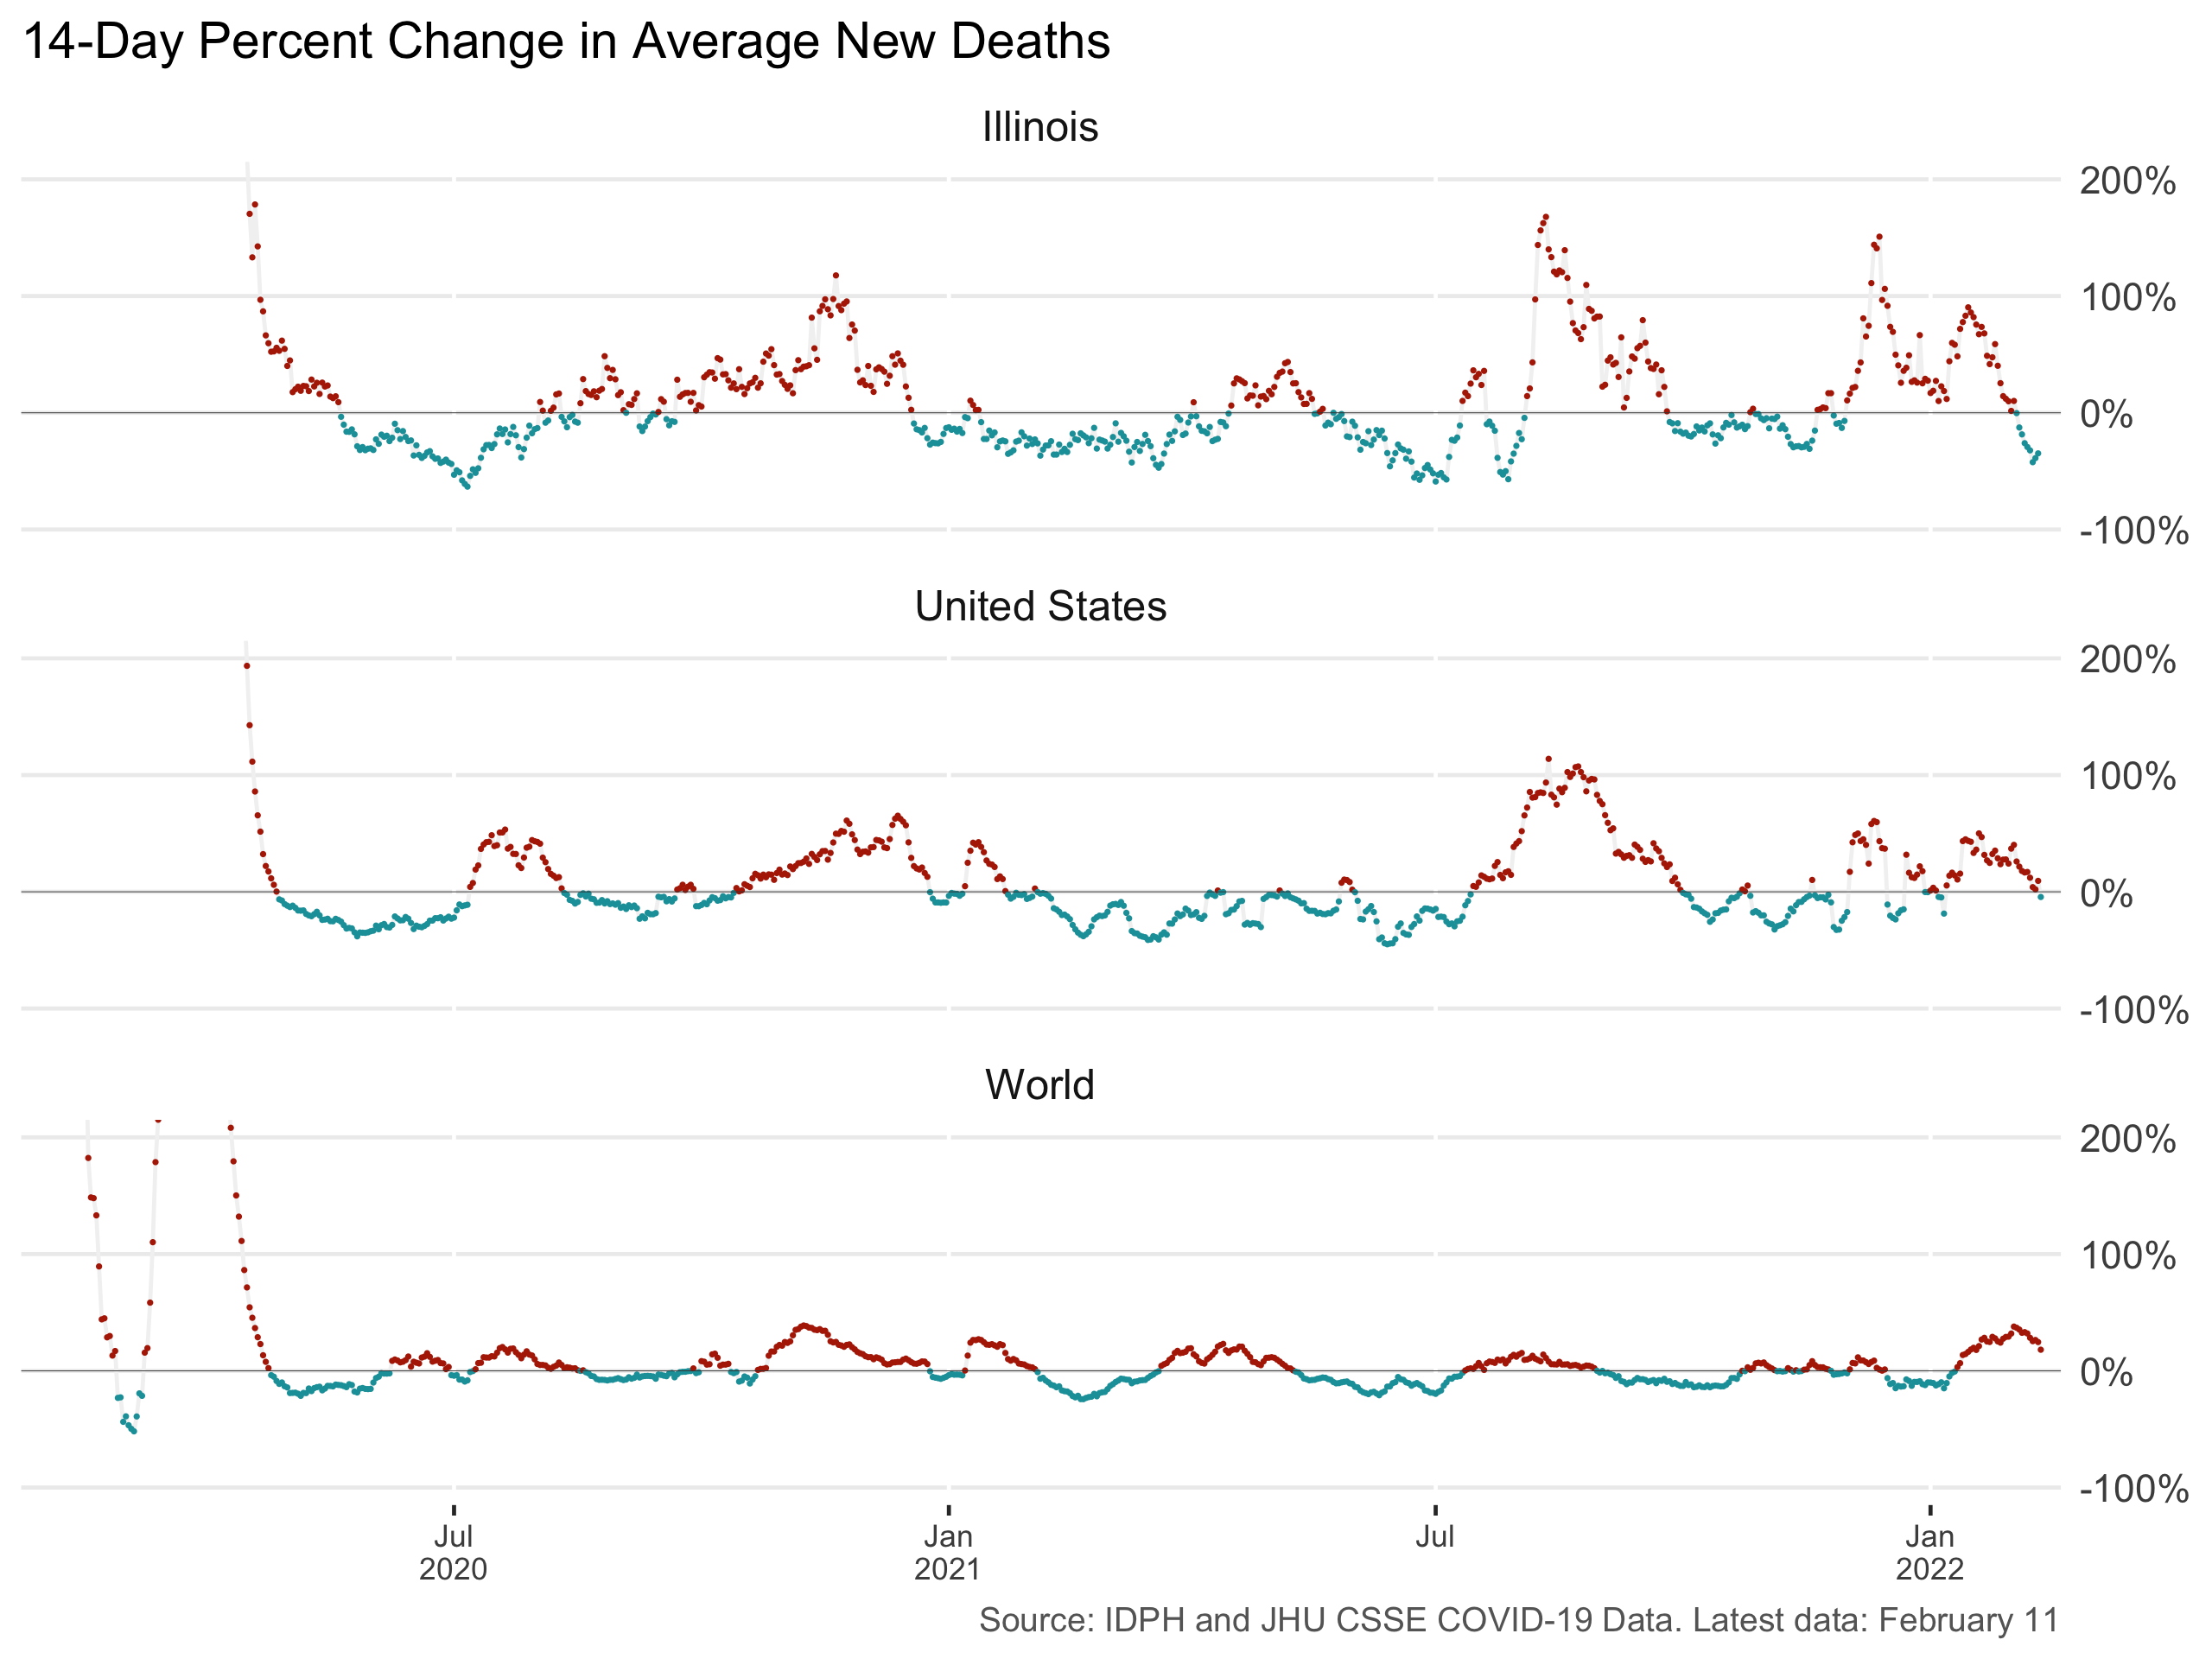 14-Day Percent Change in Average New Deaths
Illinois
200%
100%
0%
-100%
United States
200%
100%
0%
-100%
World
200%
100%
0%
-100%
Jul Jan Jul Jan
2020 2021 2022
Source: IDPH and JHU CSSE COVID-19 Data. Latest data: February 11